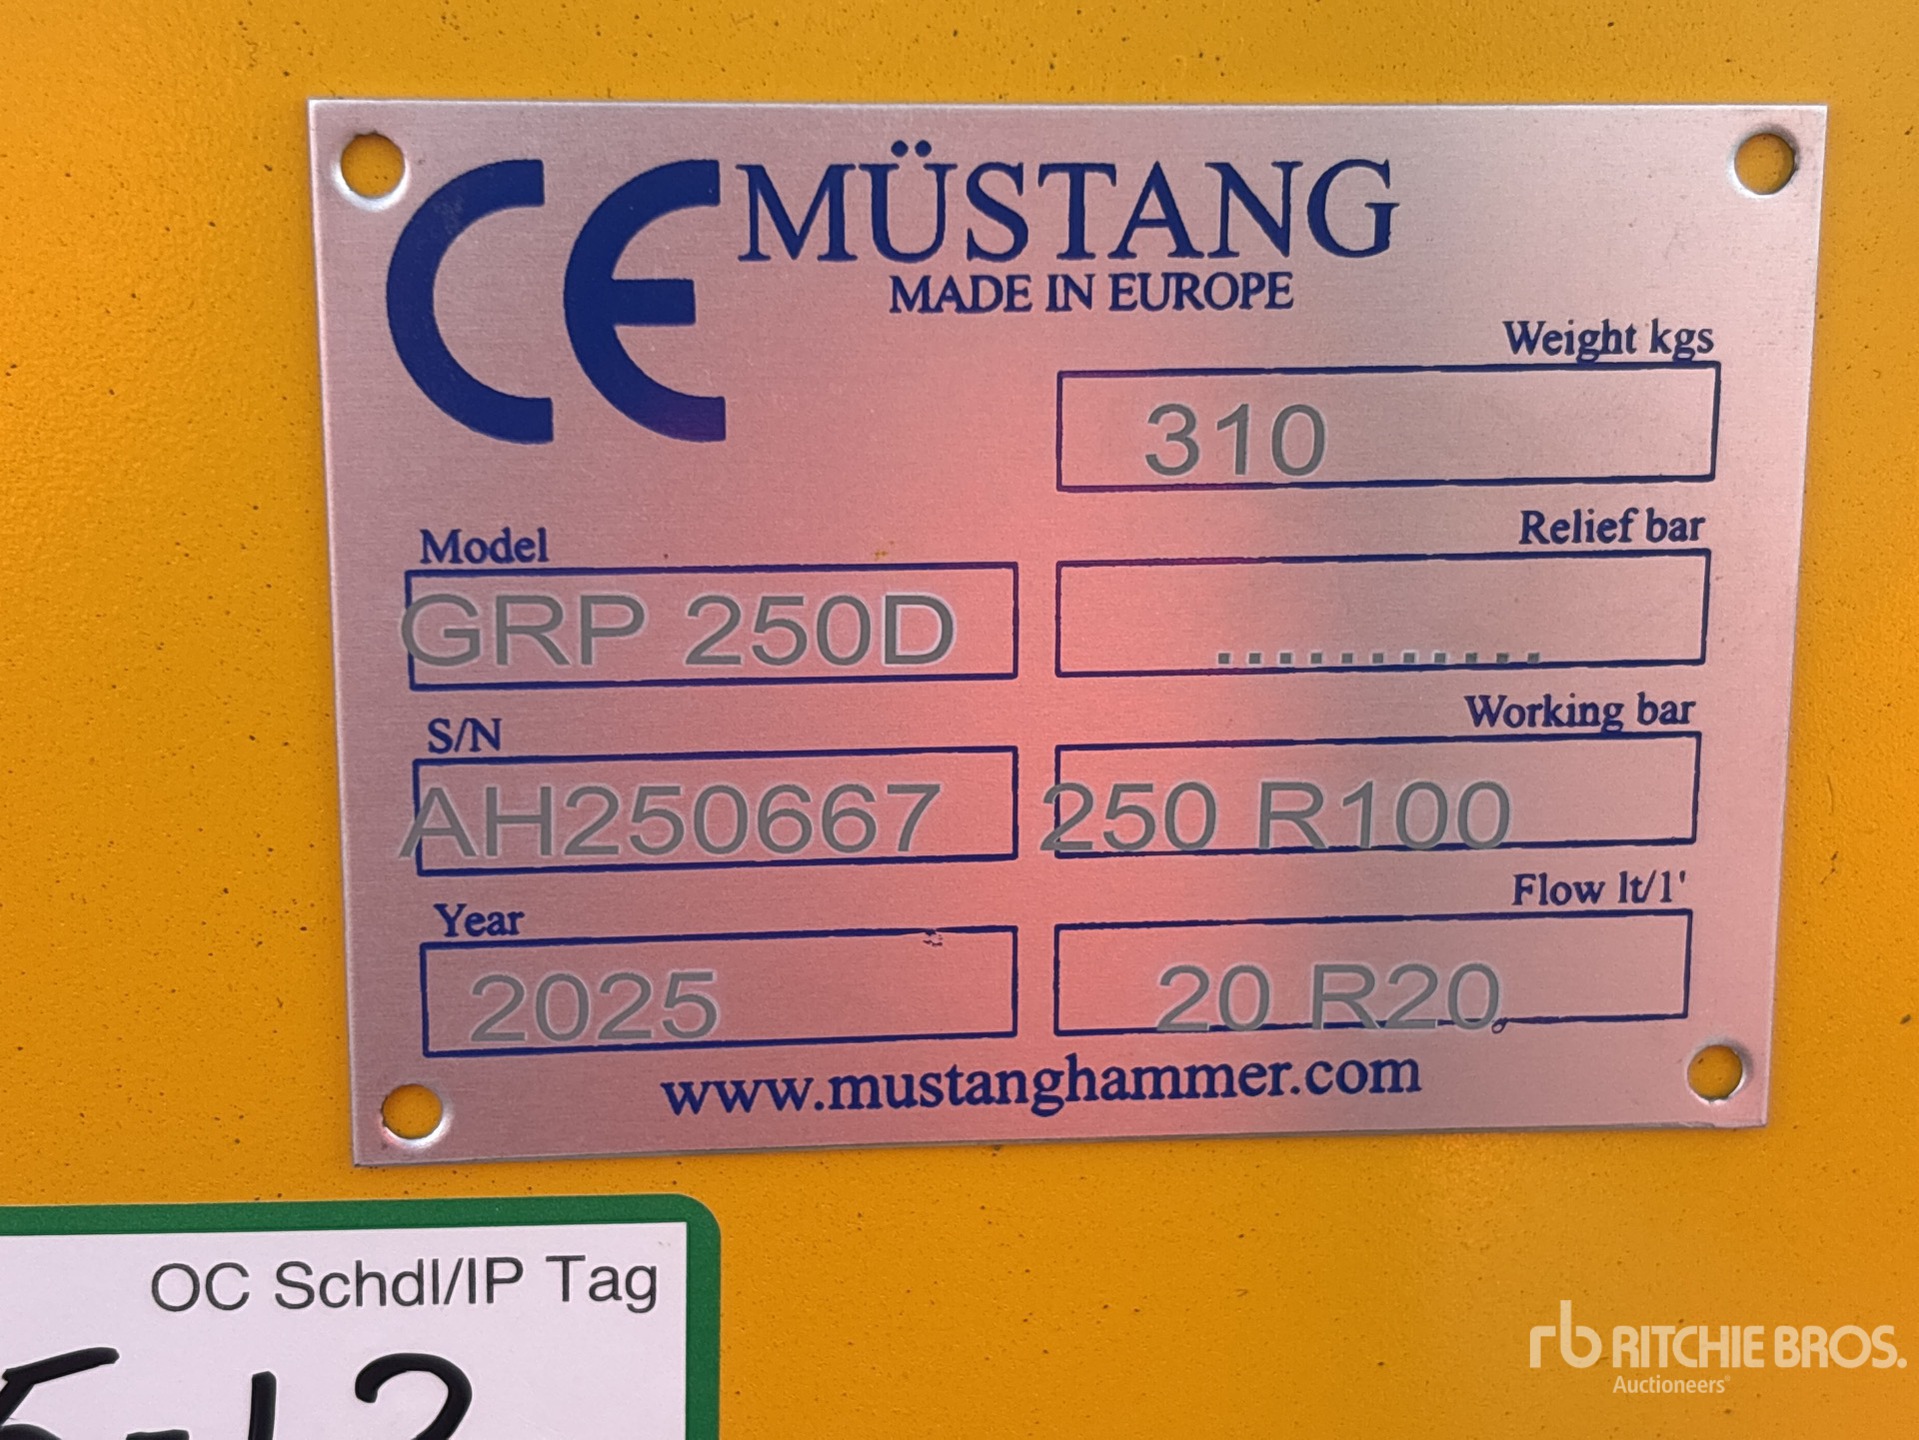 CE MÜSTANG
MADE IN EUROPE
Weight kgs
310
Model
GRP 250D
Relief bar
...........
S/N
AH250667
Working bar
250 R100
Year
2025
Flow lt/1'
20 R20
www.mustanghammer.com
OC Schdl/IP Tag
rb RITCHIE BROS.
Auctioneers